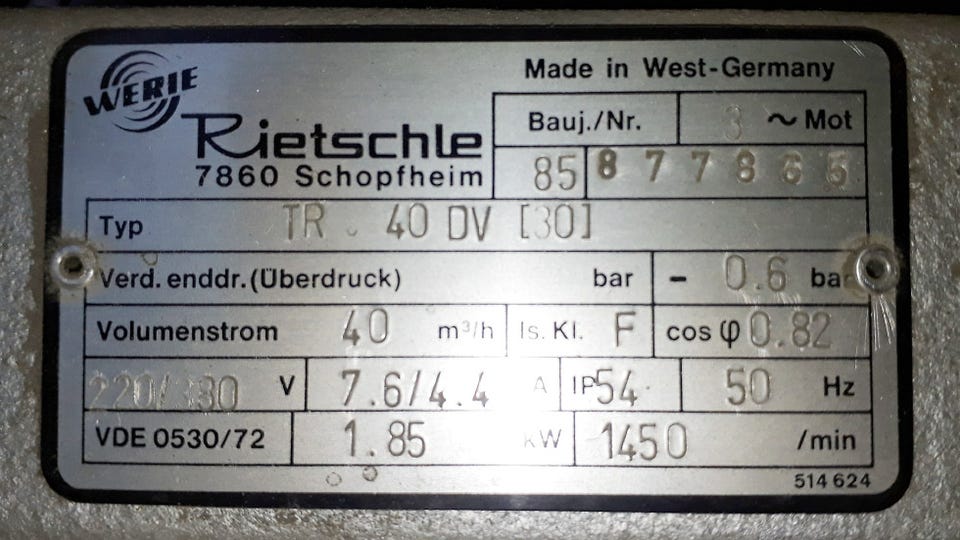 WERIE
Rietschle
7860 Schopfheim
Made in West-Germany
Bauj./Nr. 3 ~ Mot
85 877865
Typ TR . 40 DV [30]
Verd. enddr. (Überdruck) bar - 0.6 bar
Volumenstrom 40 m³/h Is. Kl. F cos φ 0.82
220/380 V 7.6/4.4 A IP 54 50 Hz
VDE 0530/72 1.85 kW 1450 /min
514 624